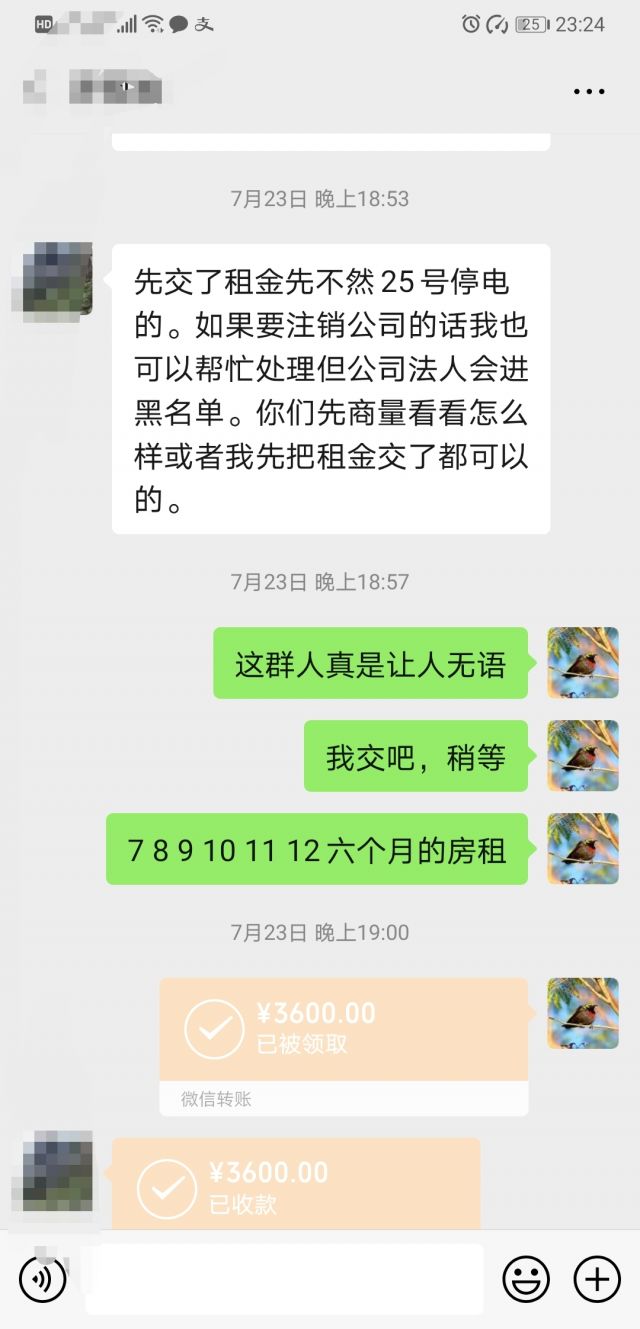 HD 支 25 23:24
7月23日 晚上18:53
先交了租金先不然25号停电
的。如果要注销公司的话我也
可以帮忙处理但公司法人会进
黑名单。你们先商量看看怎么
样或者我先把租金交了都可以
的。
7月23日 晚上18:57
这群人真是让人无语
我交吧，稍等
7 8 9 10 11 12六个月的房租
7月23日 晚上19:00
¥3600.00
已被领取
微信转账
¥3600.00
已收款